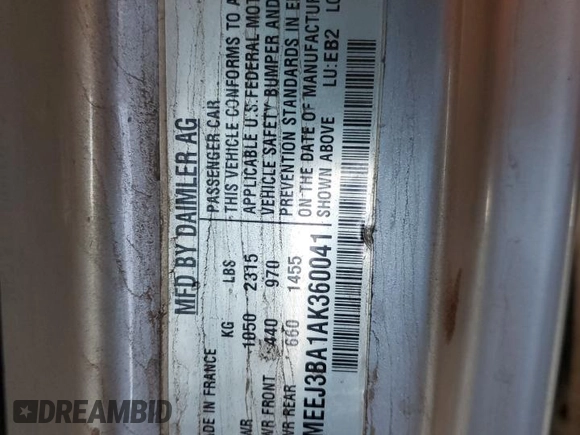 MFD BY DAIMLER AG
PASSENGER CAR
IN FRANCE
KG LBS
1050 2315
WR FRONT 440 970
WR-REAR 660 1455
THIS VEHICLE CONFORMS TO A
APPLICABLE U.S. FEDERAL MOT
VEHICLE SAFETY BUMPER AND
PREVENTION STANDARDS IN E
ON THE DATE OF MANUFACTUR
SHOWN ABOVE LU:EB2
MEEJ3BA1AK360041
DREAMBID